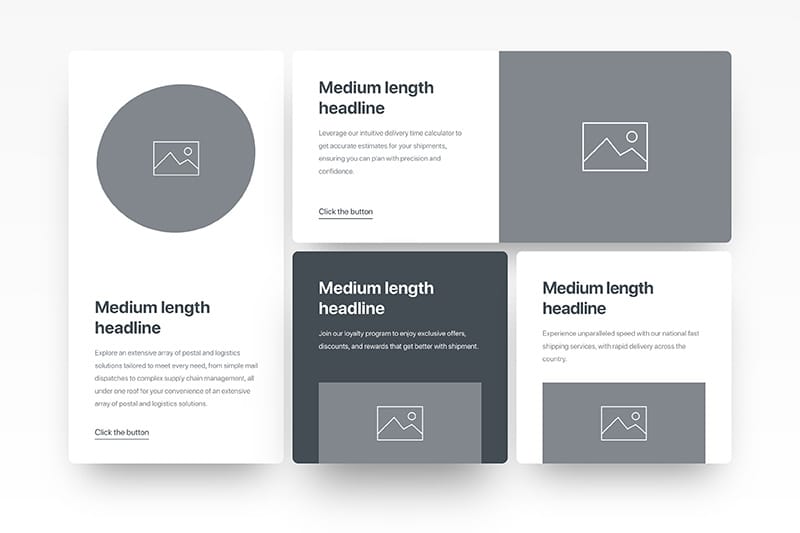 Medium length
headline
Explore an extensive array of postal and logistics
solutions tailored to meet every need, from simple mail
dispatches to complex supply chain management, all
under one roof for your convenience of an extensive
array of postal and logistics solutions.
Click the button
Medium length
headline
Leverage our intuitive delivery time calculator to
get accurate estimates for your shipments,
ensuring you can plan with precision and
confidence.
Click the button
Medium length
headline
Join our loyalty program to enjoy exclusive offers,
discounts, and rewards that get better with shipment.
Medium length
headline
Experience unparalleled speed with our national fast
shipping services, with rapid delivery across the
country.